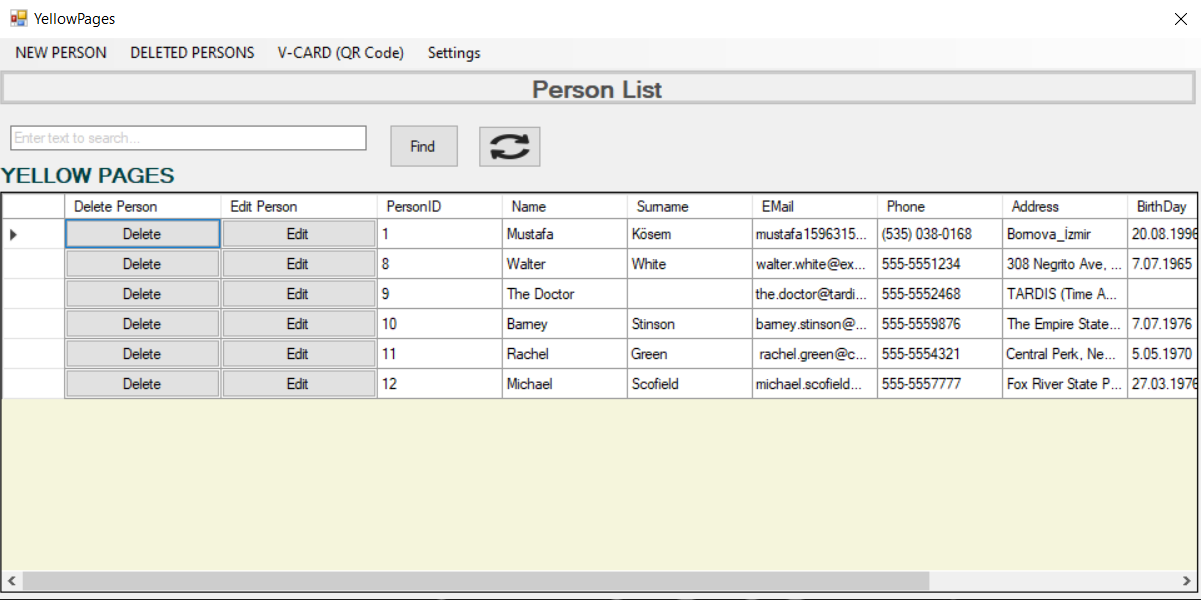 YellowPages
NEW PERSON DELETED PERSONS V-CARD (QR Code) Settings
Person List
Enter text to search...
Find
YELLOW PAGES
Delete Person Edit Person PersonID Name Surname EMail Phone Address BirthDay
Delete Edit 1 Mustafa Kösem mustafa1596315... (535) 038-0168 Bornova_İzmir 20.08.1996
Delete Edit 8 Walter White walter.white@ex... 555-5551234 308 Negrito Ave, ... 7.07.1965
Delete Edit 9 The Doctor the.doctor@tardi... 555-5552468 TARDIS (Time A...
Delete Edit 10 Barney Stinson barney.stinson@... 555-5559876 The Empire State... 7.07.1976
Delete Edit 11 Rachel Green rachel.green@c... 555-5554321 Central Perk, Ne... 5.05.1970
Delete Edit 12 Michael Scofield michael.scofield... 555-5557777 Fox River State P... 27.03.1976